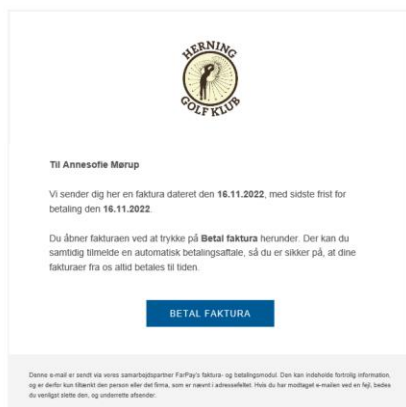 HERNING
GOLF KLUB
Til Annesofie Mørup
Vi sender dig her en faktura dateret den 16.11.2022, med sidste frist for
betaling den 16.11.2022.
Du åbner fakturaen ved at trykke på Betal faktura herunder. Der kan du
samtidig tilmelde en automatisk betalingsaftale, så du er sikker på, at dine
fakturaer fra os altid betales til tiden.
BETAL FAKTURA
Denne e-mail er sendt via vores samarbejdspartner FarPay's faktura- og betalingsmodul. Den kan indeholde fortrolig information,
og er derfor kun tiltænkt den person eller det firma, som er nævnt i adressefeltet. Hvis du har modtaget e-mailen ved en fejl, bedes
du venligst slette den, og underrette afsender.